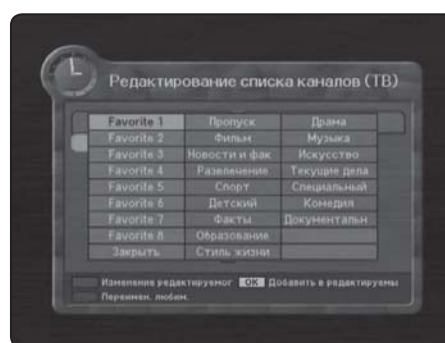 Редактирование списка каналов (ТВ)
Favorite 1 Пропуск Драма
Favorite 2 Фильм Музыка
Favorite 3 Новости и фак Искусство
Favorite 4 Развлечение Текущие дела
Favorite 5 Спорт Специальный
Favorite 6 Детский Комедия
Favorite 7 Факты Документальн
Favorite 8 Образование
Закрыть Стиль жизни
Изменение редактируемог OK Добавить в редактируемы
Переимен. любим.